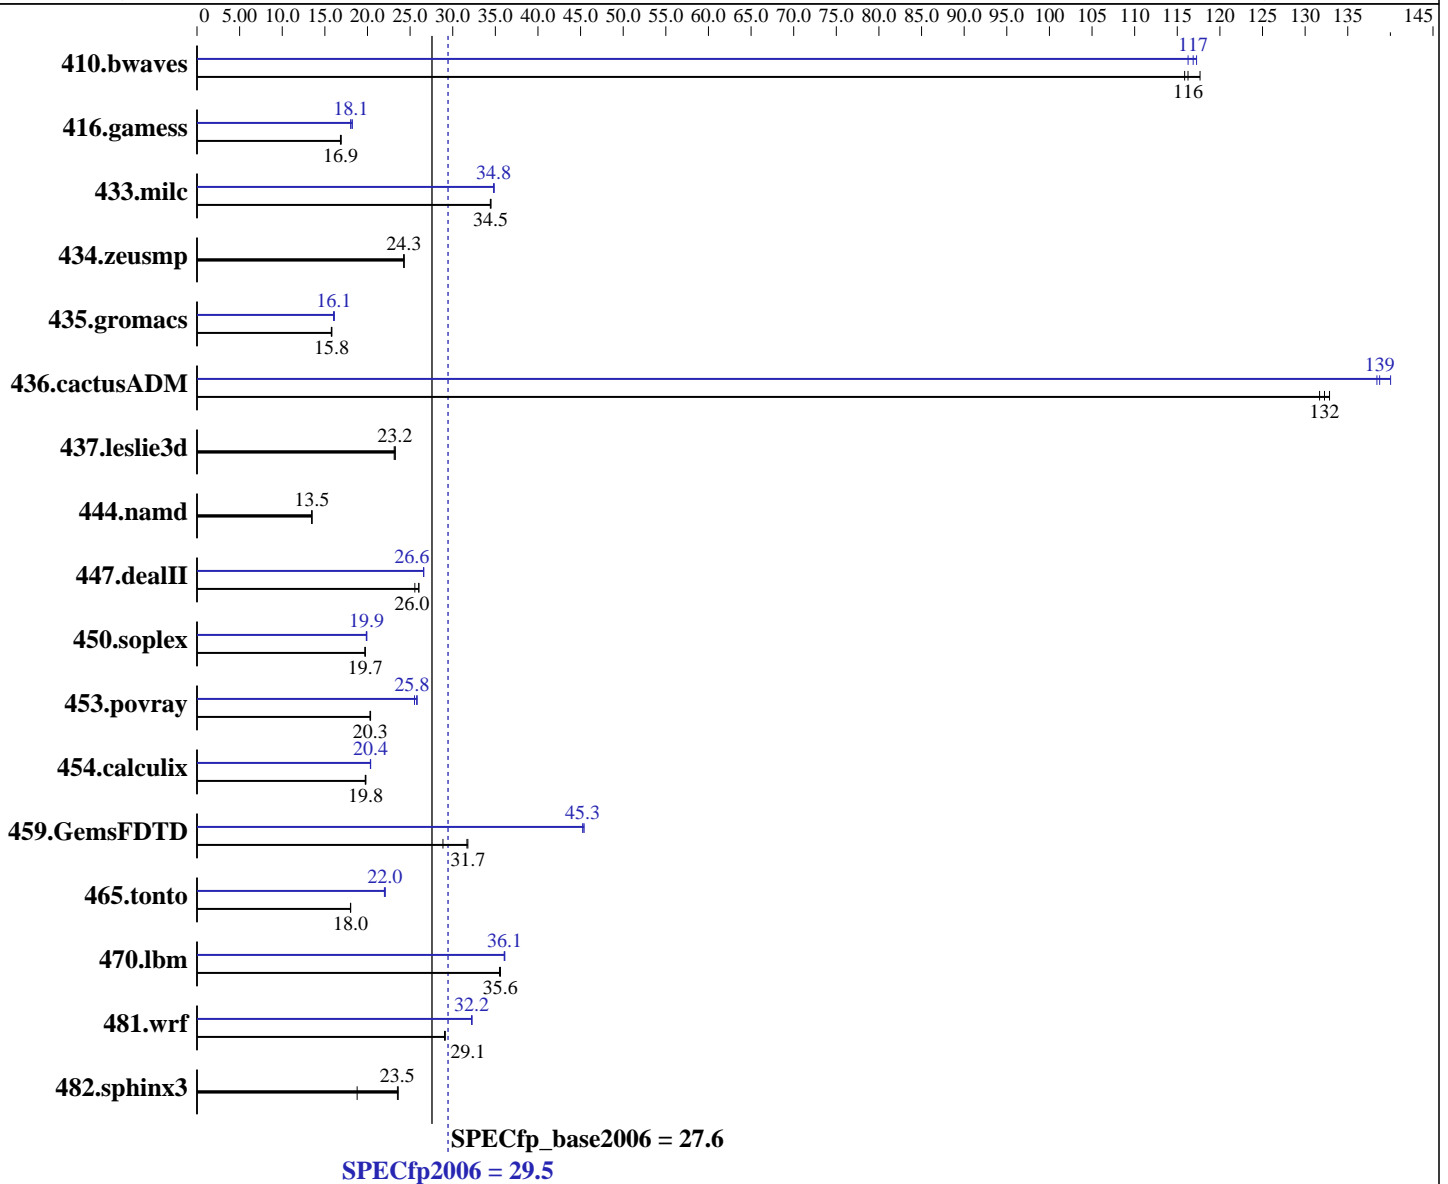 0 5.00 10.0 15.0 20.0 25.0 30.0 35.0 40.0 45.0 50.0 55.0 60.0 65.0 70.0 75.0 80.0 85.0 90.0 95.0 100 105 110 115 120 125 130 135 145
117
410.bwaves
116
18.1
416.gamess
16.9
34.8
433.milc
34.5
24.3
434.zeusmp
16.1
435.gromacs
15.8
139
436.cactusADM
132
23.2
437.leslie3d
13.5
444.namd
26.6
447.dealII
26.0
19.9
450.soplex
19.7
25.8
453.povray
20.3
20.4
454.calculix
19.8
45.3
459.GemsFDTD
31.7
22.0
465.tonto
18.0
36.1
470.lbm
35.6
32.2
481.wrf
29.1
23.5
482.sphinx3
SPECfp_base2006 = 27.6
SPECfp2006 = 29.5